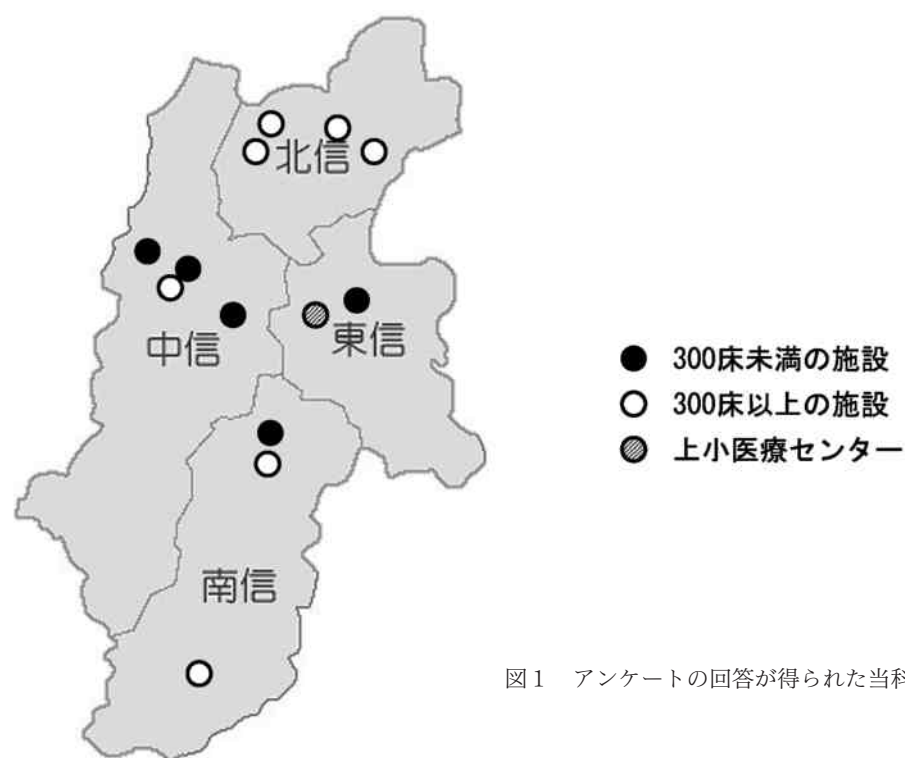 北信
中信
東信
南信
300床未満の施設
300床以上の施設
上小医療センター
図1 アンケートの回答が得られた当科